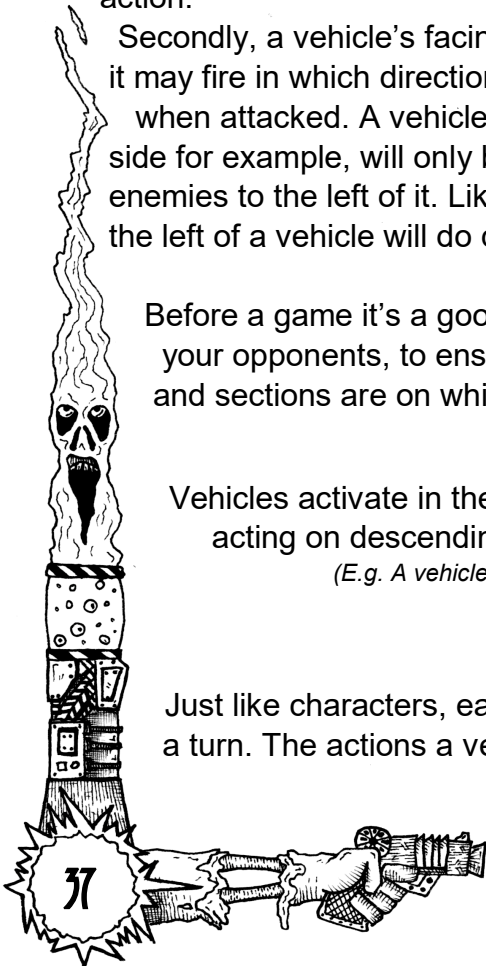 action.
Secondly, a vehicle's facin
it may fire in which direction
when attacked. A vehicle
side for example, will only b
enemies to the left of it. Lik
the left of a vehicle will do
Before a game it's a goo
your opponents, to ens
and sections are on whi
Vehicles activate in the
acting on descendin
(E.g. A vehicle
Just like characters, ea
a turn. The actions a ve
37